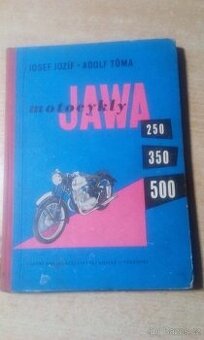 JOSEF JOZÍF - ADOLF TŮMA
motocykly
JAWA
250
350
500